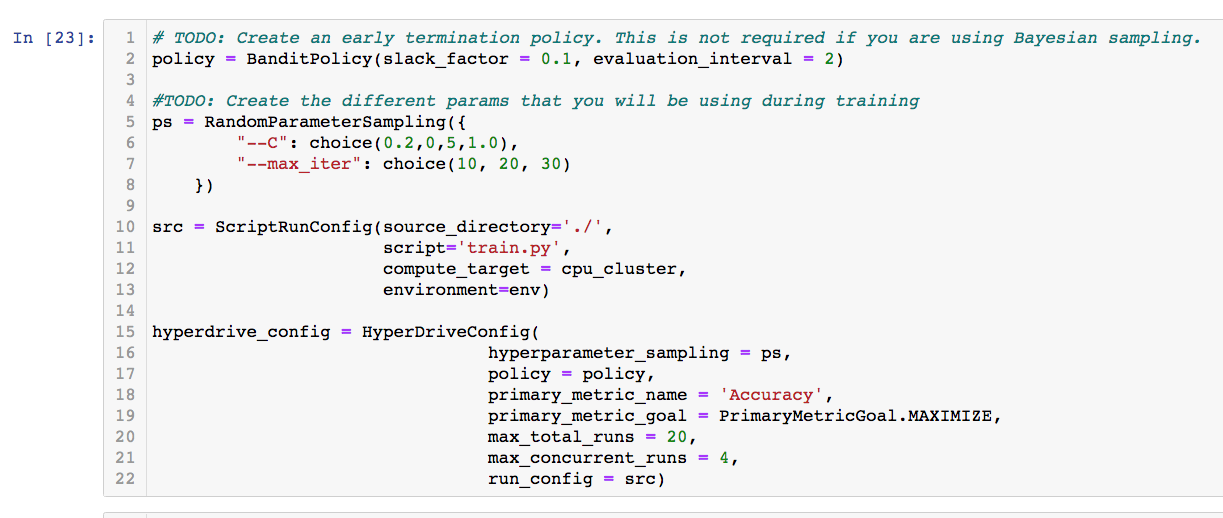 In [23]:
1 # TODO: Create an early termination policy. This is not required if you are using Bayesian sampling.
2 policy = BanditPolicy(slack_factor = 0.1, evaluation_interval = 2)
3
4 #TODO: Create the different params that you will be using during training
5 ps = RandomParameterSampling({
6         "--C": choice(0.2,0,5,1.0),
7         "--max_iter": choice(10, 20, 30)
8     })
9
10 src = ScriptRunConfig(source_directory='./',
11                       script='train.py',
12                       compute_target = cpu_cluster,
13                       environment=env)
14
15 hyperdrive_config = HyperDriveConfig(
16                                 hyperparameter_sampling = ps,
17                                 policy = policy,
18                                 primary_metric_name = 'Accuracy',
19                                 primary_metric_goal = PrimaryMetricGoal.MAXIMIZE,
20                                 max_total_runs = 20,
21                                 max_concurrent_runs = 4,
22                                 run_config = src)